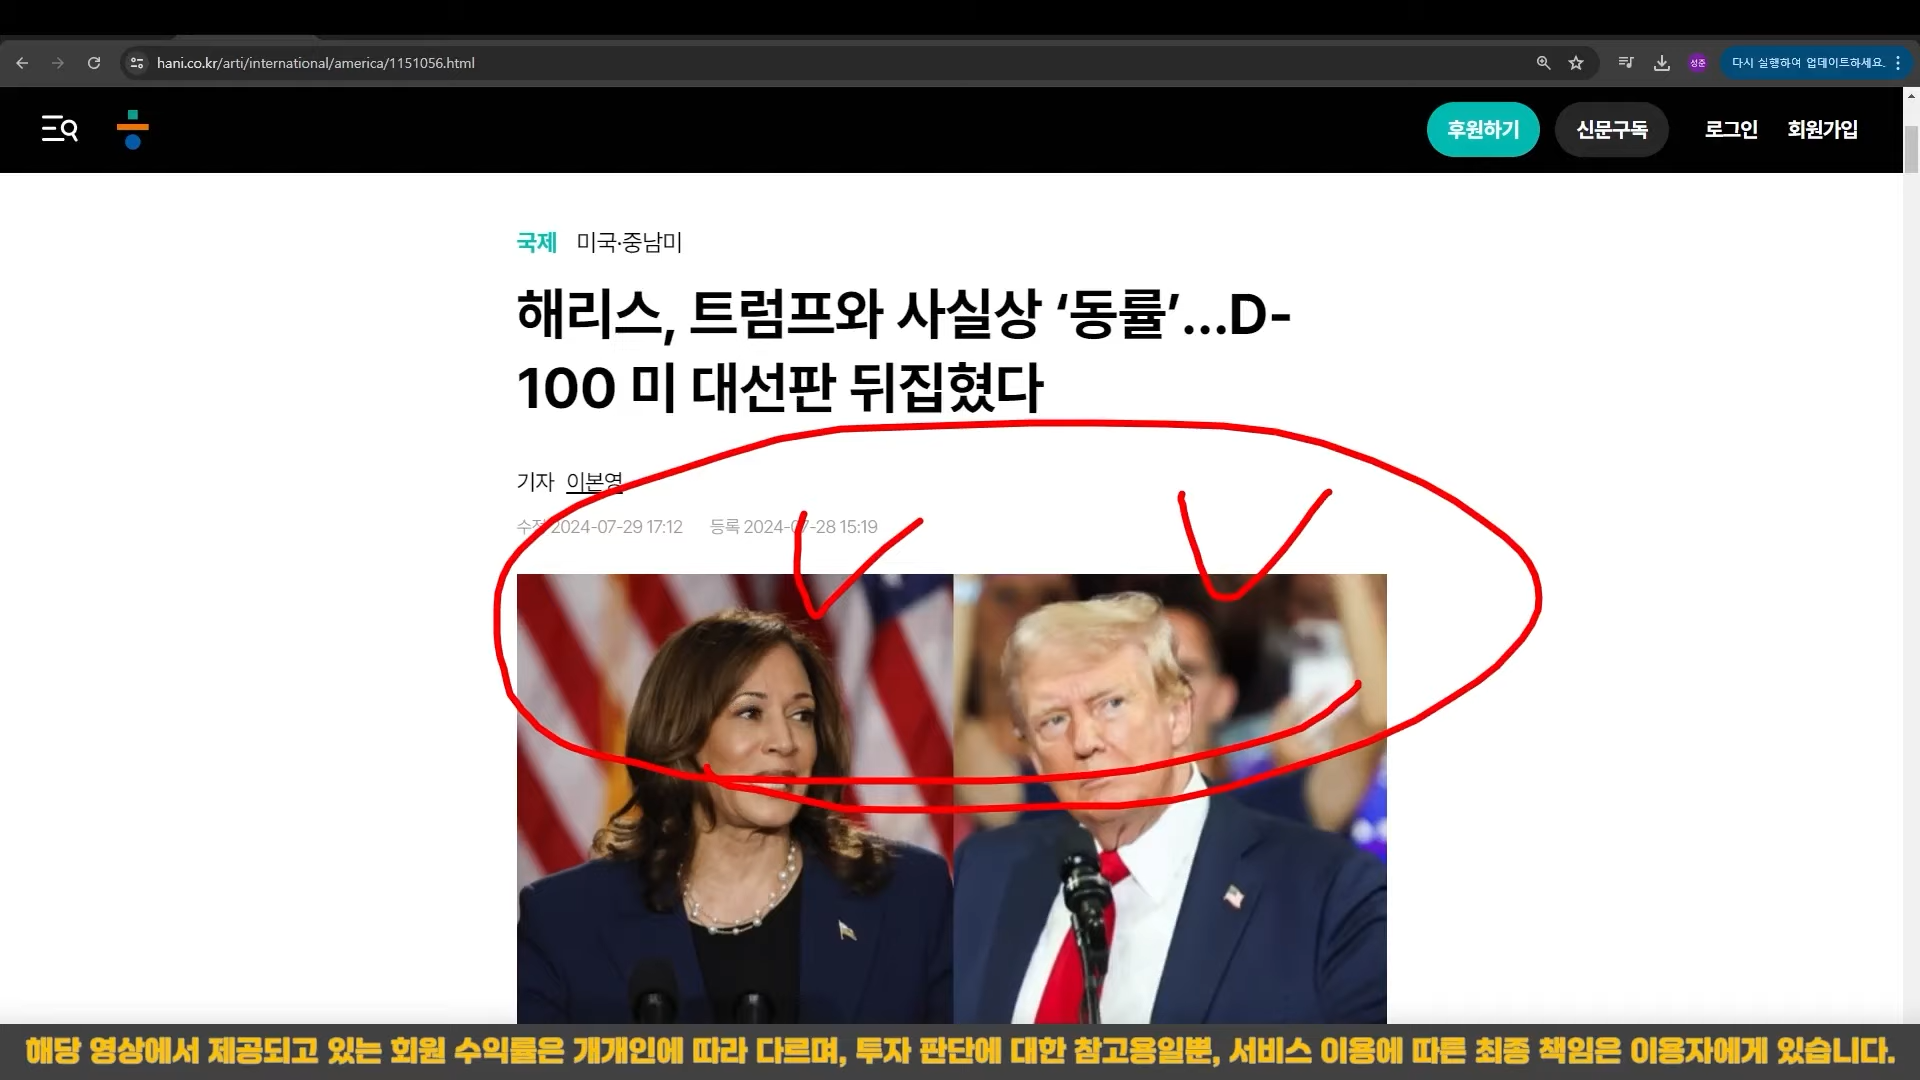 hani.co.kr/arti/international/america/1151056.html
성준
다시 실행하여 업데이트하세요.
후원하기
신문구독
로그인
회원가입
국제 미국·중남미
해리스, 트럼프와 사실상 ‘동률’...D-
100 미 대선판 뒤집혔다
기자 이본영
수정 2024-07-29 17:12 등록 2024-07-28 15:19
해당 영상에서 제공되고 있는 회원 수익률은 개개인에 따라 다르며, 투자 판단에 대한 참고용일뿐, 서비스 이용에 따른 최종 책임은 이용자에게 있습니다.